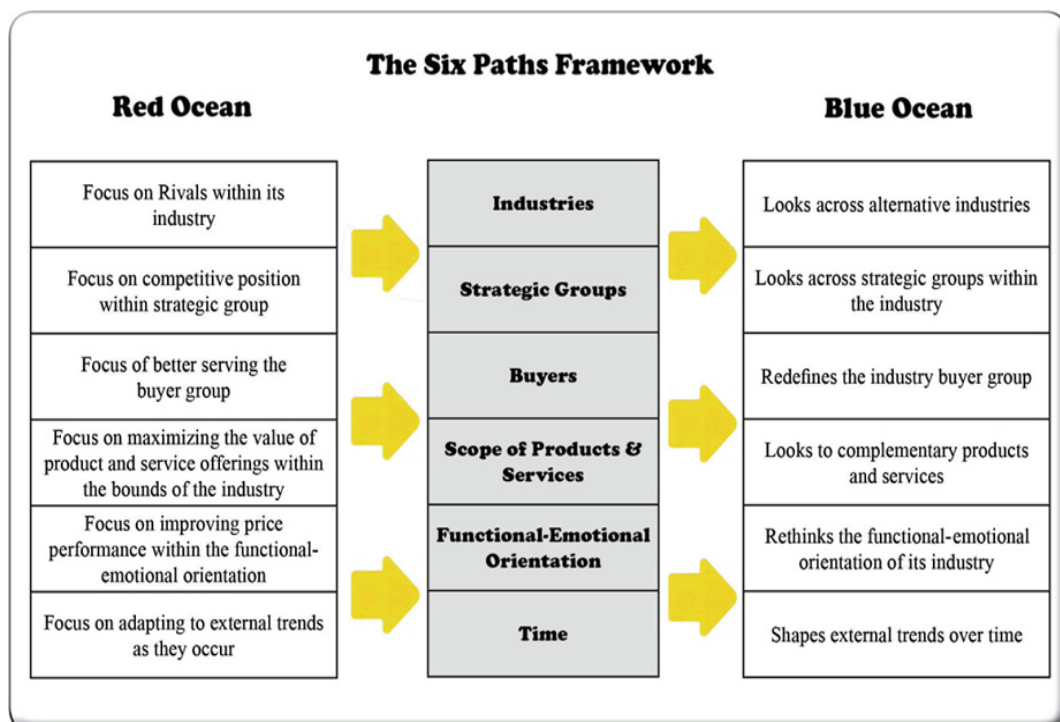 The Six Paths Framework
Red Ocean
Blue Ocean
Focus on Rivals within its
industry
Industries
Looks across alternative industries
Focus on competitive position
within strategic group
Strategic Groups
Looks across strategic groups within
the industry
Focus of better serving the
buyer group
Buyers
Redefines the industry buyer group
Focus on maximizing the value of
product and service offerings within
the bounds of the industry
Scope of Products &
Services
Looks to complementary products
and services
Focus on improving price
performance within the functional-
emotional orientation
Functional-Emotional
Orientation
Rethinks the functional-emotional
orientation of its industry
Focus on adapting to external trends
as they occur
Time
Shapes external trends over time